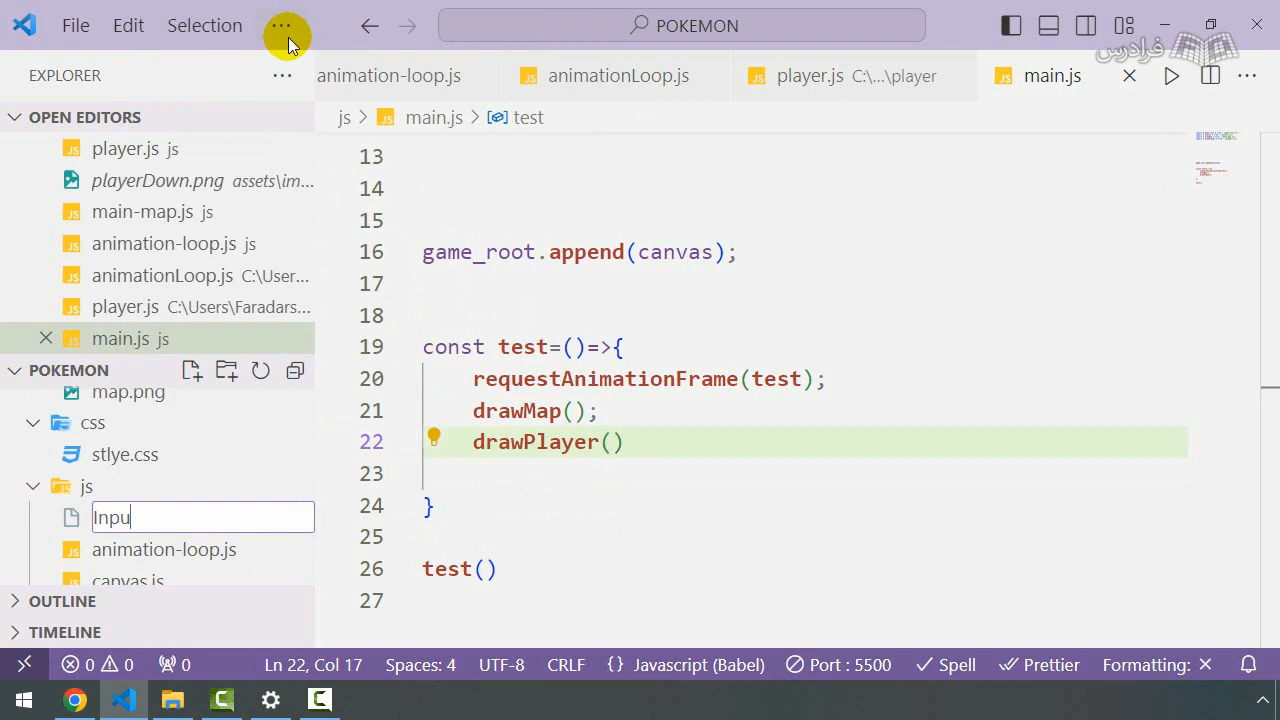 File Edit Selection ··· POKEMON
فرادرس
EXPLORER ···
animation-loop.js animationLoop.js player.js C:\...\player main.js ···
OPEN EDITORS
js > main.js > test
player.js js
playerDown.png assets\im...
main-map.js js
animation-loop.js js
animationLoop.js C:\User...
player.js C:\Users\Faradars...
main.js js
POKEMON
map.png
css
stlye.css
js
Inpu
animation-loop.js
canvas.js
OUTLINE
TIMELINE
13
14
15
16 game_root.append(canvas);
17
18
19 const test=()=>{
20 requestAnimationFrame(test);
21 drawMap();
22 drawPlayer()
23
24 }
25
26 test()
27
0 0 0 Ln 22, Col 17 Spaces: 4 UTF-8 CRLF {} Javascript (Babel) Port : 5500 Spell Prettier Formatting: ✕